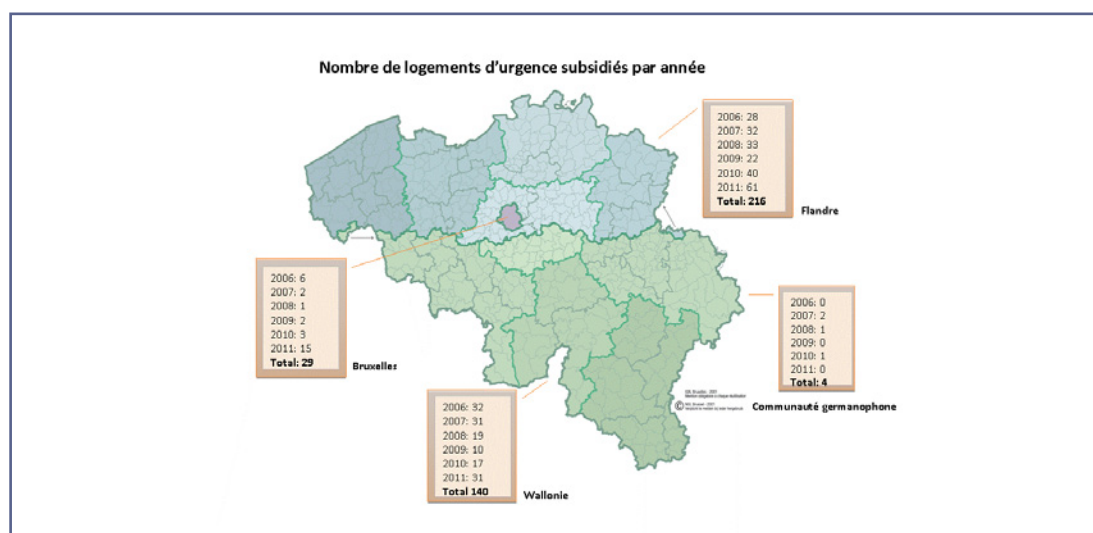 Nombre de logements d'urgence subsidiés par année
2006: 28
2007: 32
2008: 33
2009: 22
2010: 40
2011: 61
Total: 216
Flandre
2006: 6
2007: 2
2008: 1
2009: 2
2010: 3
2011: 15
Total: 29
Bruxelles
2006: 0
2007: 2
2008: 1
2009: 0
2010: 1
2011: 0
Total: 4
Communauté germanophone
2006: 32
2007: 31
2008: 19
2009: 10
2010: 17
2011: 31
Total 140
Wallonie
©